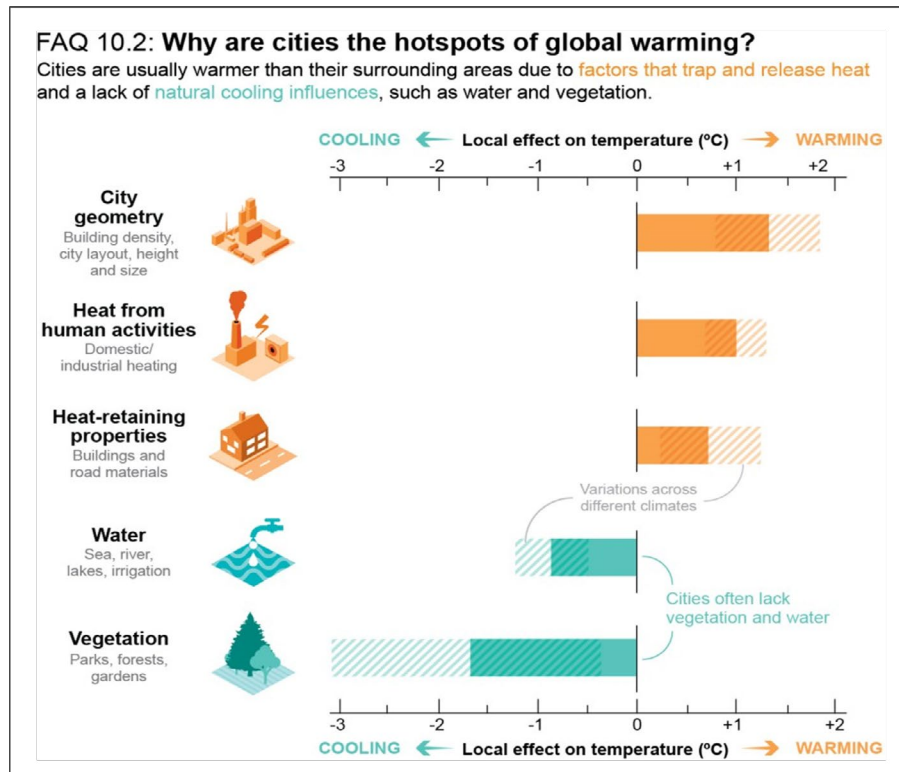 FAQ 10.2: Why are cities the hotspots of global warming?
Cities are usually warmer than their surrounding areas due to factors that trap and release heat
and a lack of natural cooling influences, such as water and vegetation.
COOLING Local effect on temperature (ºC) WARMING
-3 -2 -1 0 +1 +2
City
geometry
Building density,
city layout, height
and size
Heat from
human activities
Domestic/
industrial heating
Heat-retaining
properties
Buildings and
road materials
Variations across
different climates
Water
Sea, river,
lakes, irrigation
Cities often lack
vegetation and water
Vegetation
Parks, forests,
gardens
-3 -2 -1 0 +1 +2
COOLING Local effect on temperature (ºC) WARMING